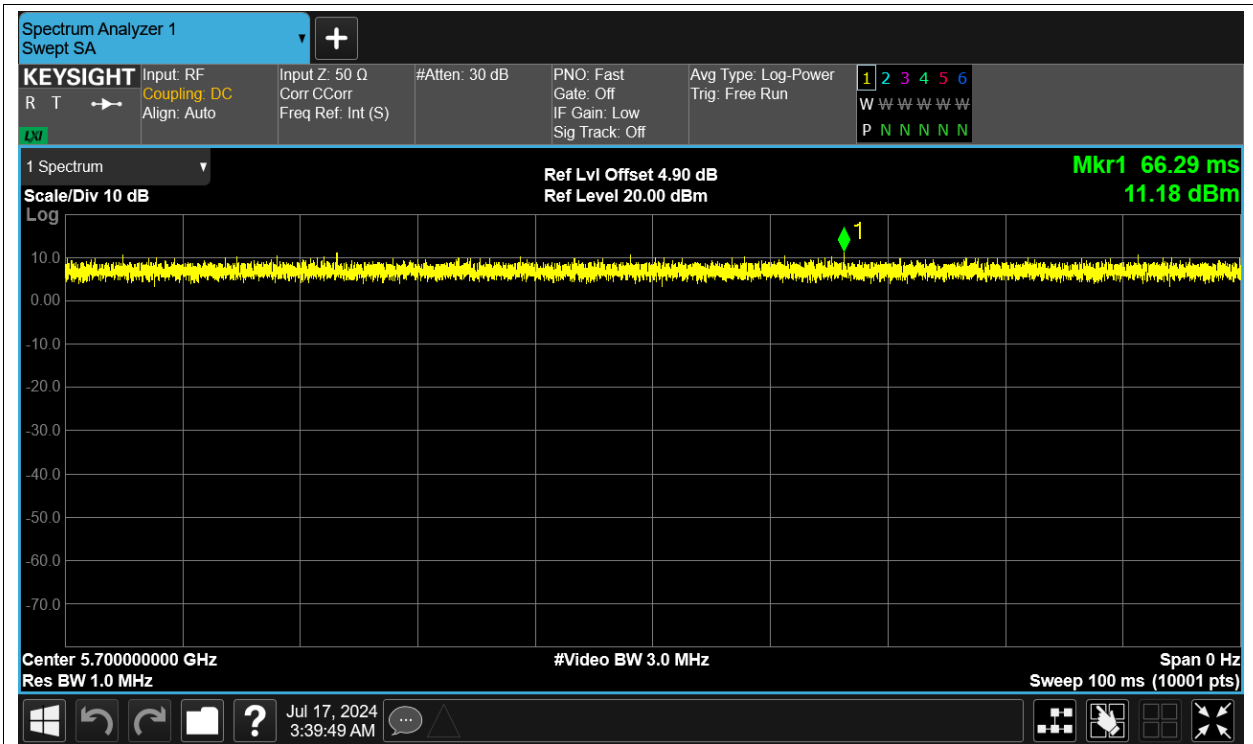 Spectrum Analyzer 1
Swept SA
KEYSIGHT
R T
LXI
Input: RF
Coupling: DC
Align: Auto
Input Z: 50 Ω
Corr CCorr
Freq Ref: Int (S)
#Atten: 30 dB
PNO: Fast
Gate: Off
IF Gain: Low
Sig Track: Off
Avg Type: Log-Power
Trig: Free Run
1 2 3 4 5 6
W W W W W W
P N N N N N
1 Spectrum
Scale/Div 10 dB
Ref Lvl Offset 4.90 dB
Ref Level 20.00 dBm
Mkr1 66.29 ms
11.18 dBm
Log
1
10.0
0.00
-10.0
-20.0
-30.0
-40.0
-50.0
-60.0
-70.0
Center 5.700000000 GHz
Res BW 1.0 MHz
#Video BW 3.0 MHz
Span 0 Hz
Sweep 100 ms (10001 pts)
?
Jul 17, 2024
3:39:49 AM